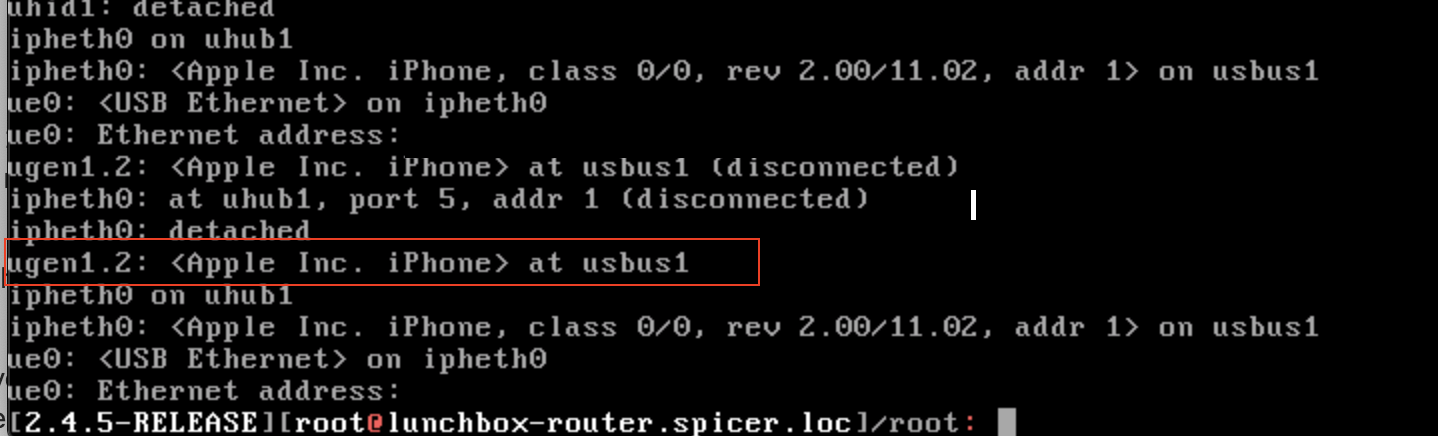 uhid1: detached
ipheth0 on uhub1
ipheth0: <Apple Inc. iPhone, class 0/0, rev 2.00/11.02, addr 1> on usbus1
ue0: <USB Ethernet> on ipheth0
ue0: Ethernet address:
ugen1.2: <Apple Inc. iPhone> at usbus1 (disconnected)
ipheth0: at uhub1, port 5, addr 1 (disconnected)
ipheth0: detached
ugen1.2: <Apple Inc. iPhone> at usbus1
ipheth0 on uhub1
ipheth0: <Apple Inc. iPhone, class 0/0, rev 2.00/11.02, addr 1> on usbus1
ue0: <USB Ethernet> on ipheth0
ue0: Ethernet address:
[2.4.5-RELEASE][root@lunchbox-router.spicer.loc]/root: